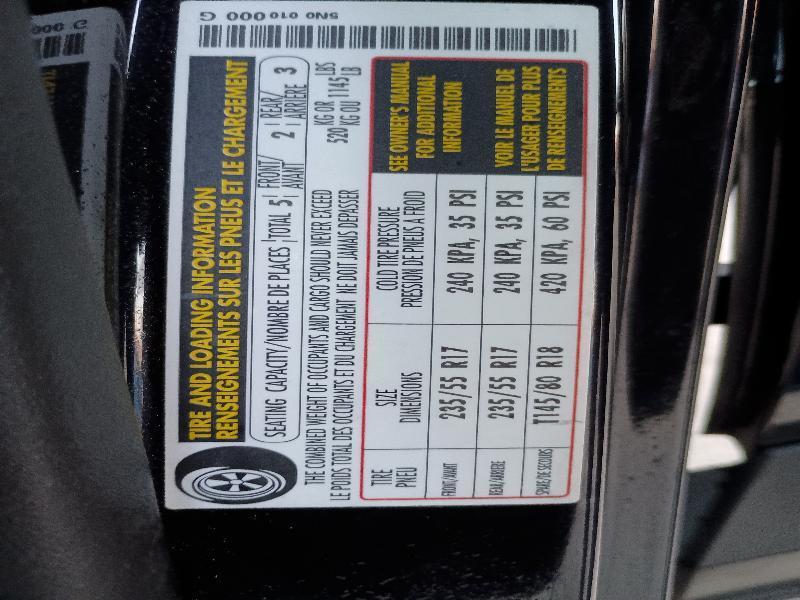 5N0 010 000 G
TIRE AND LOADING INFORMATION
RENSEIGNEMENTS SUR LES PNEUS ET LE CHARGEMENT
SEATING CAPACITY/NOMBRE DE PLACES TOTAL 5 FRONT/AVANT 2 REAR/ARRIÈRE 3
THE COMBINED WEIGHT OF OCCUPANTS AND CARGO SHOULD NEVER EXCEED 520 KG OR 1145 LBS
LE POIDS TOTAL DES OCCUPANTS ET DU CHARGEMENT NE DOIT JAMAIS DEPASSER KG OU LB
TIRE SIZE COLD TIRE PRESSURE
PNEU DIMENSIONS PRESSION DE PNEUS A FROID
FRONT/AVANT 235/55 R17 240 KPA, 35 PSI
REAR/ARRIERE 235/55 R17 240 KPA, 35 PSI
SPARE/DE SECOURS T145/80 R18 420 KPA, 60 PSI
SEE OWNER'S MANUAL
FOR ADDITIONAL
INFORMATION
VOIR LE MANUEL DE
L'USAGER POUR PLUS
DE RENSEIGNEMENTS